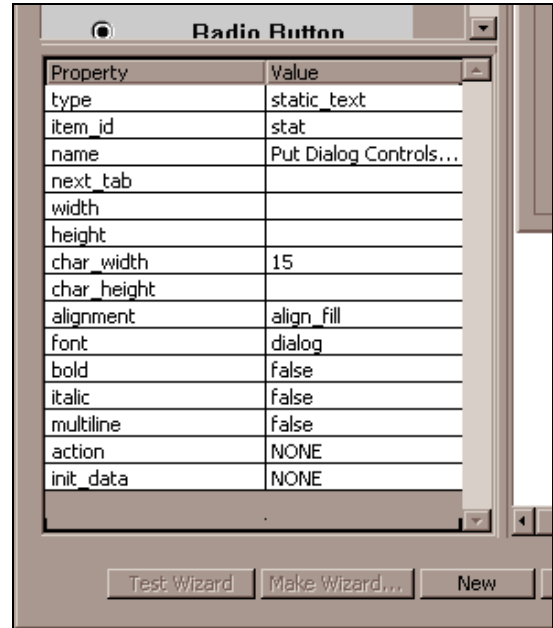 Radio Button
Property Value
type static_text
item_id stat
name Put Dialog Controls...
next_tab
width
height
char_width 15
char_height
alignment align_fill
font dialog
bold false
italic false
multiline false
action NONE
init_data NONE
Test Wizard Make Wizard... New